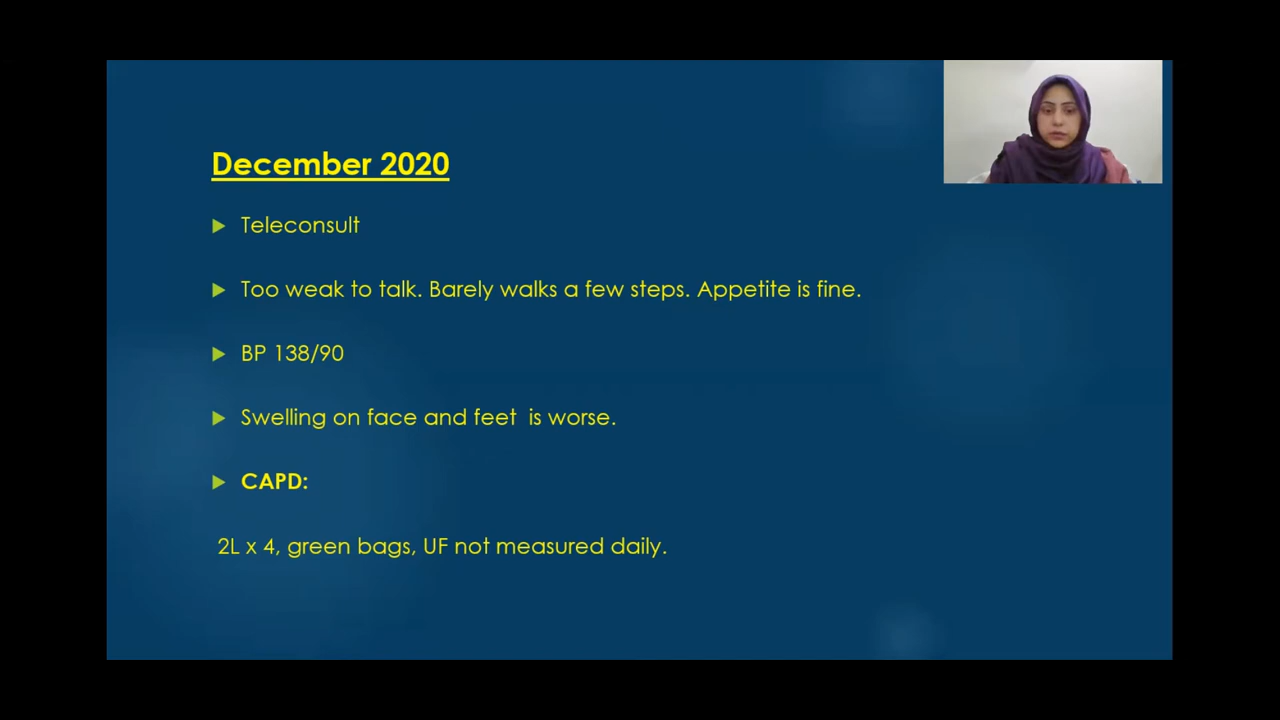 December 2020
Teleconsult
Too weak to talk. Barely walks a few steps. Appetite is fine.
BP 138/90
Swelling on face and feet  is worse.
CAPD:
2L x 4, green bags, UF not measured daily.